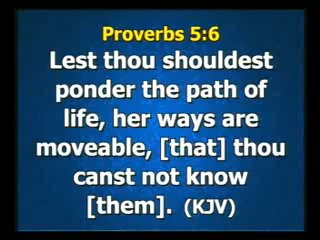 Proverbs 5:6
Lest thou shouldest
ponder the path of
life, her ways are
moveable, [that] thou
canst not know
[them]. (KJV)